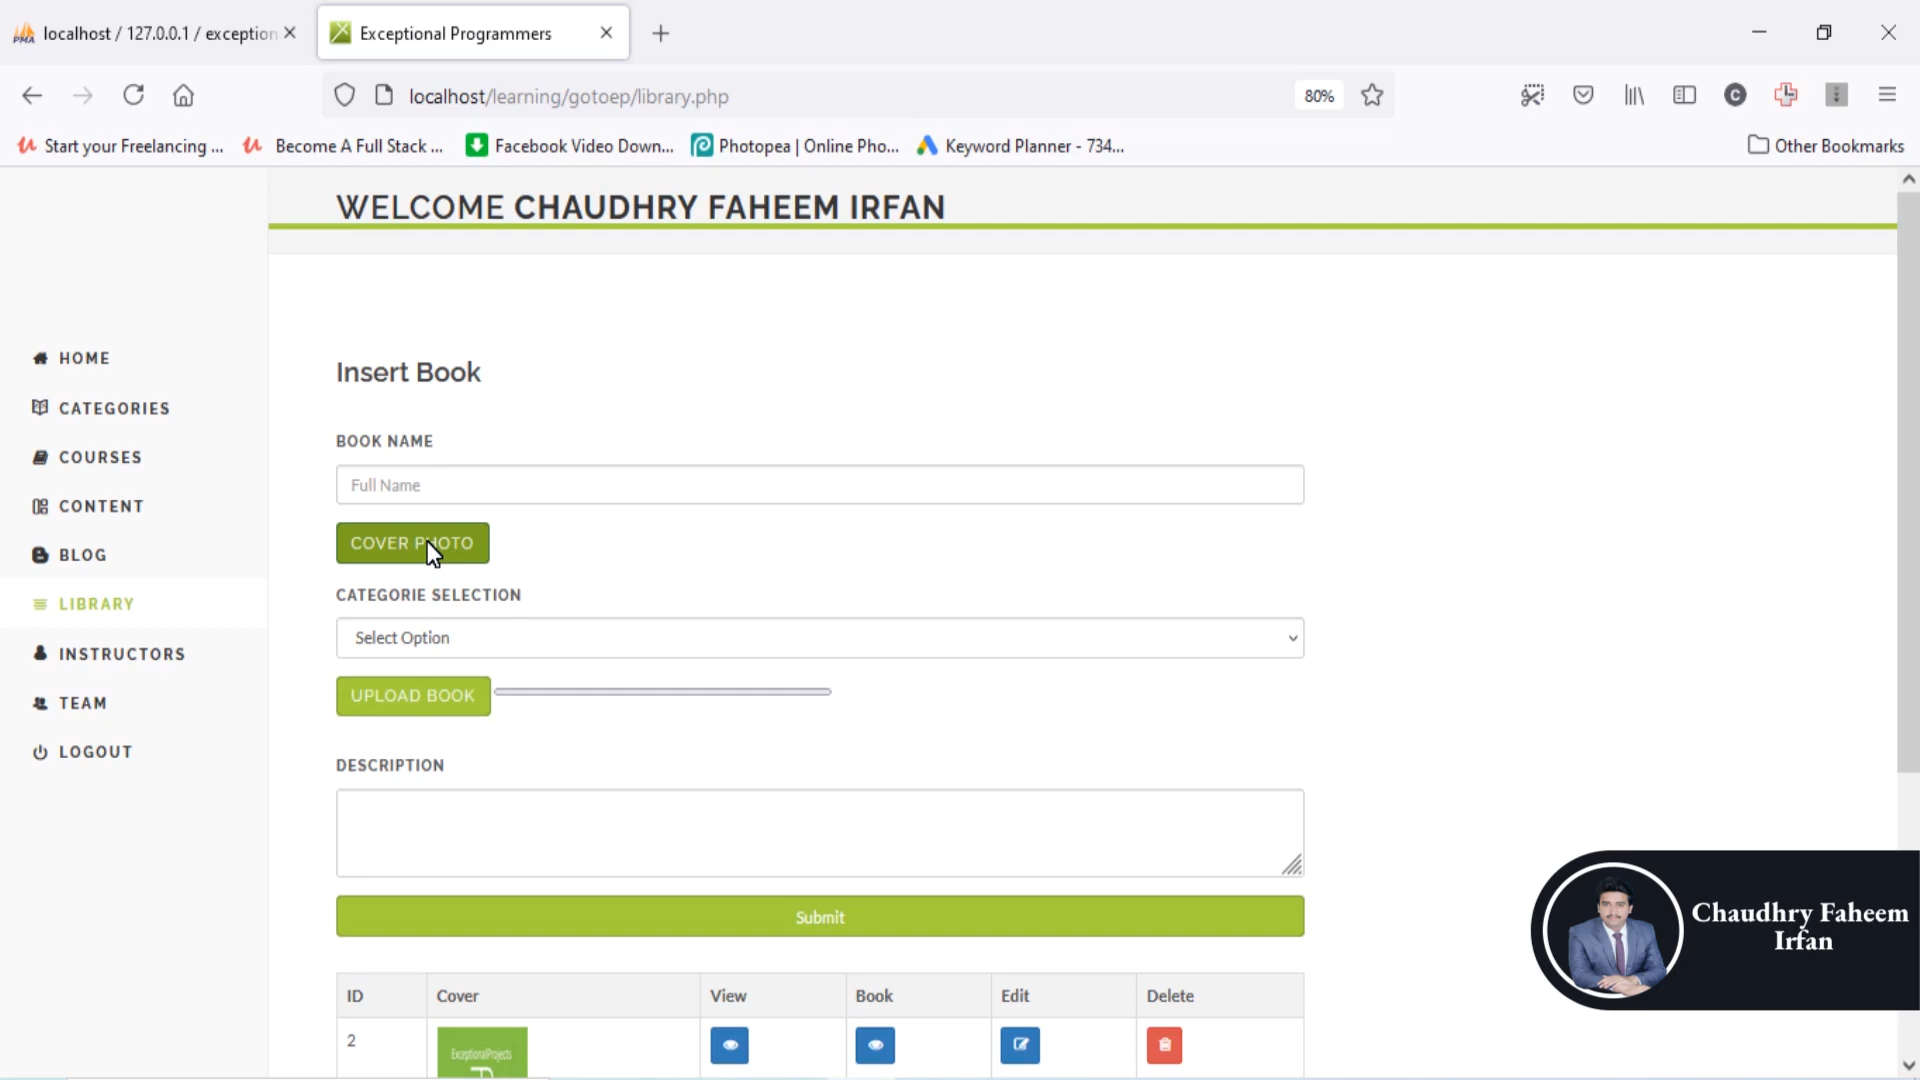 localhost / 127.0.0.1 / exception
Exceptional Programmers
localhost/learning/gotoep/library.php
80%
Start your Freelancing ...
Become A Full Stack ...
Facebook Video Down...
Photopea | Online Pho...
Keyword Planner - 734...
Other Bookmarks
WELCOME CHAUDHRY FAHEEM IRFAN
HOME
CATEGORIES
COURSES
CONTENT
BLOG
LIBRARY
INSTRUCTORS
TEAM
LOGOUT
Insert Book
BOOK NAME
Full Name
COVER PHOTO
CATEGORIE SELECTION
Select Option
UPLOAD BOOK
DESCRIPTION
Submit
ID Cover View Book Edit Delete
2
ExceptionalProjects
Chaudhry Faheem
Irfan